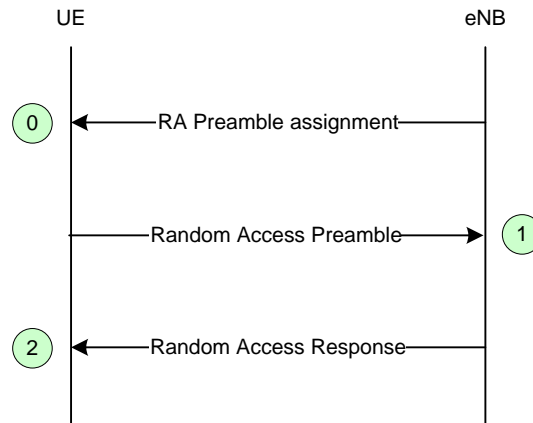 UE
eNB
0
RA Preamble assignment
Random Access Preamble
1
2
Random Access Response